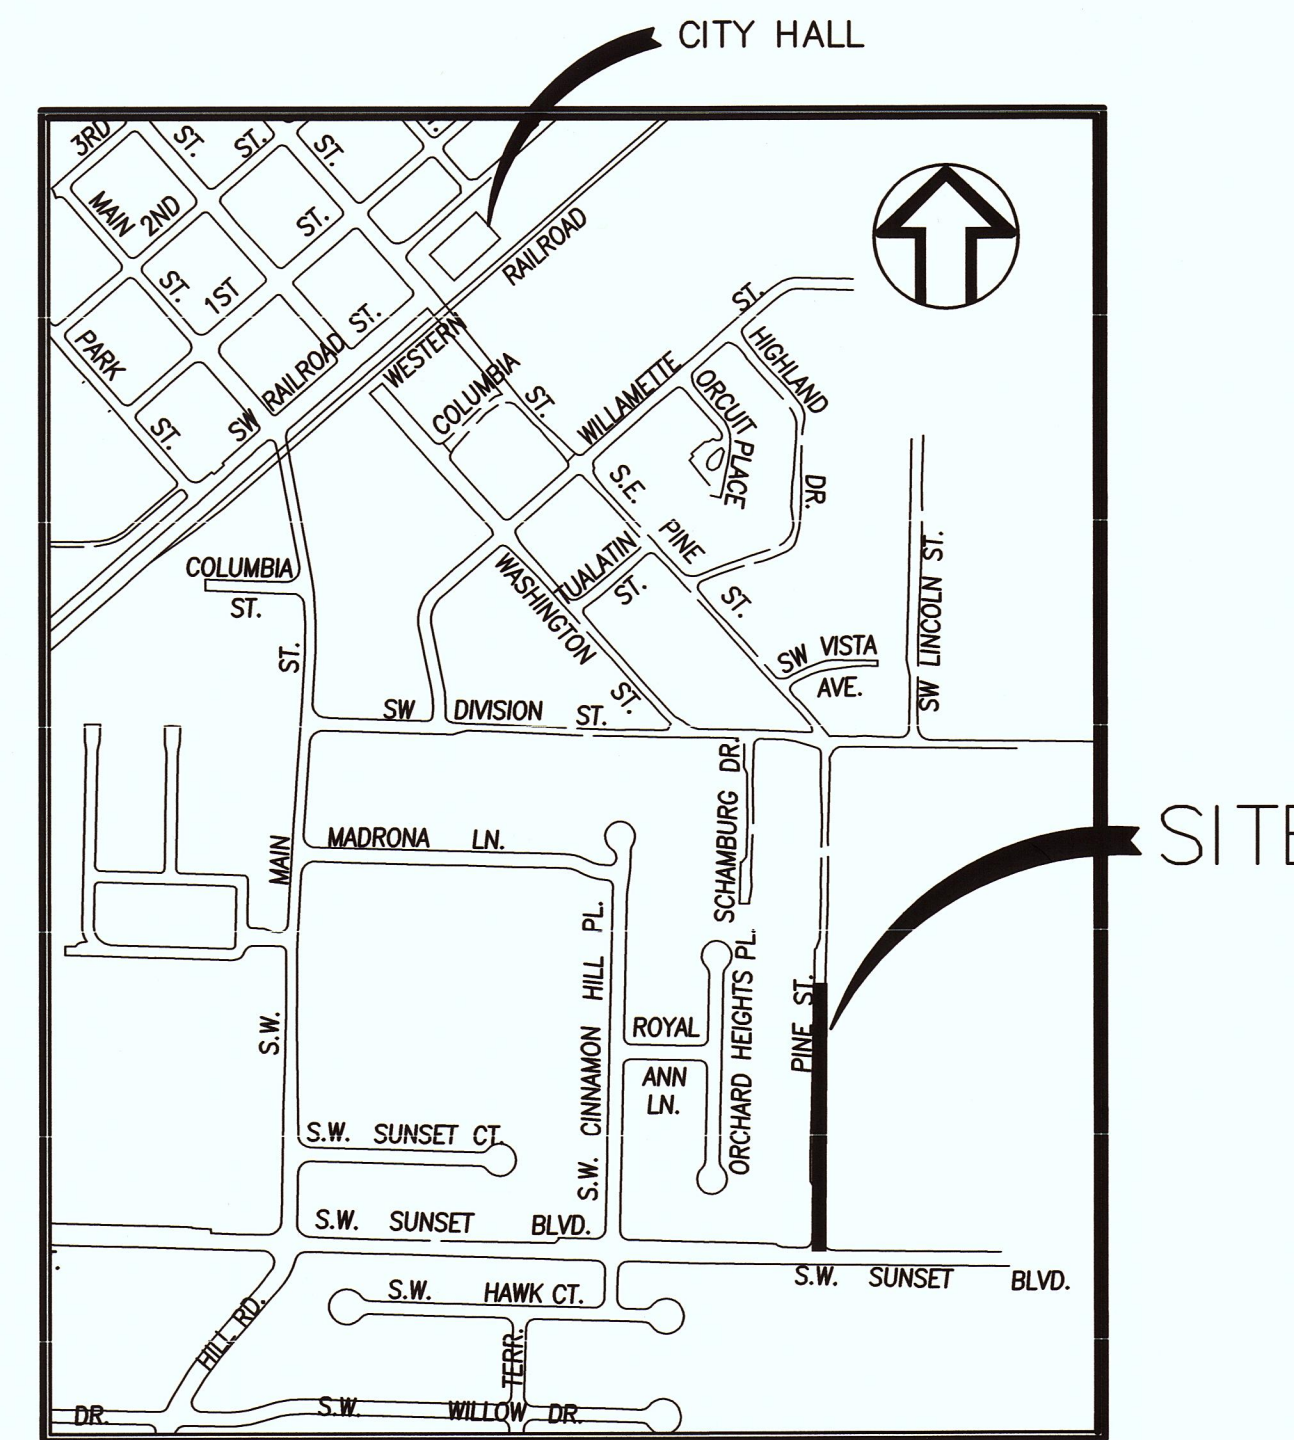 CITY HALL
3RD
ST.
ST.
ST.
MAIN
2ND
ST.
ST.
1ST
ST.
RAILROAD
PARK
ST.
SW RAILROAD
WESTERN
COLUMBIA
ST.
WILLAMETTE
ST.
HIGHLAND
DR.
ORCUIT
PLACE
S.E.
PINE
ST.
TUALATIN
ST.
WASHINGTON
ST.
COLUMBIA
ST.
ST.
SW VISTA
AVE.
SW LINCOLN ST.
SW DIVISION ST.
SCHAMBURG DR.
MADRONA LN.
MAIN
S.W.
SITE
S.W. CINNAMON HILL PL.
ROYAL
ANN
LN.
ORCHARD HEIGHTS PL.
PINE ST.
S.W. SUNSET CT.
S.W. SUNSET BLVD.
S.W. SUNSET BLVD.
S.W. HAWK CT.
HILL RD.
TERR.
DR.
S.W. WILLOW DR.